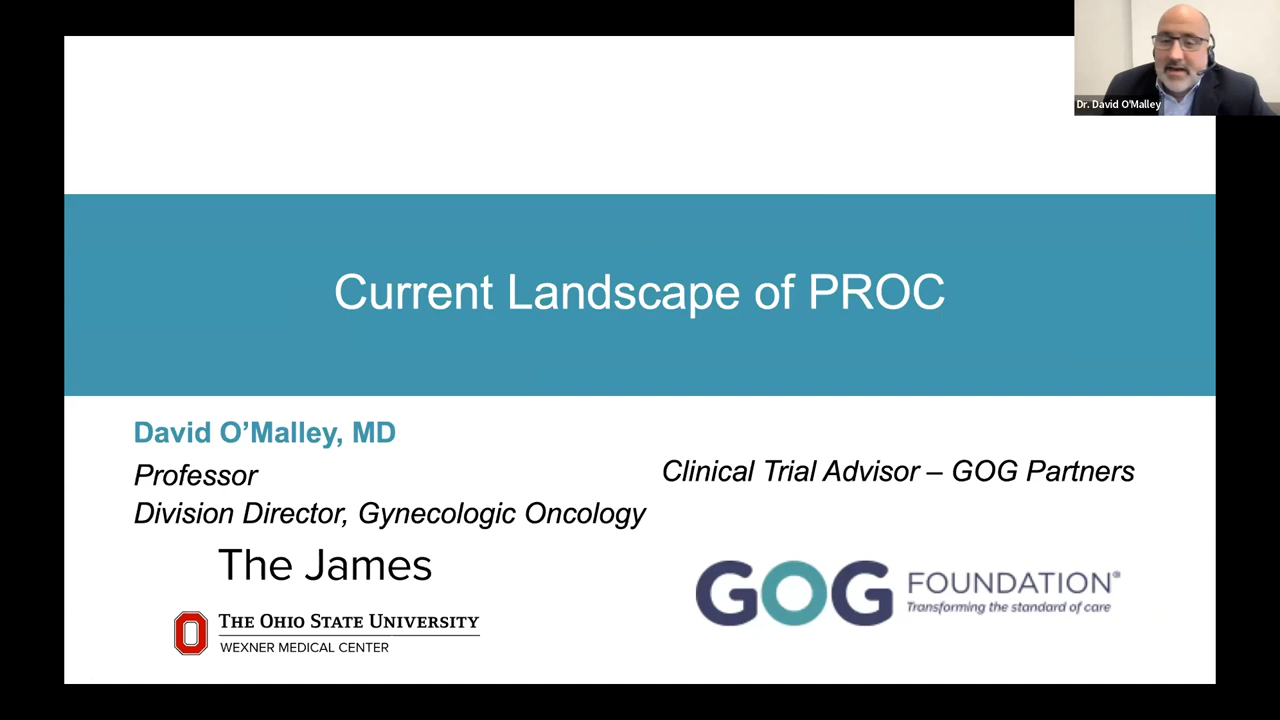 Dr. David O'Malley
Current Landscape of PROC
David O’Malley, MD
Professor
Division Director, Gynecologic Oncology
Clinical Trial Advisor – GOG Partners
The James
THE OHIO STATE UNIVERSITY
WEXNER MEDICAL CENTER
GOG FOUNDATION®
Transforming the standard of care